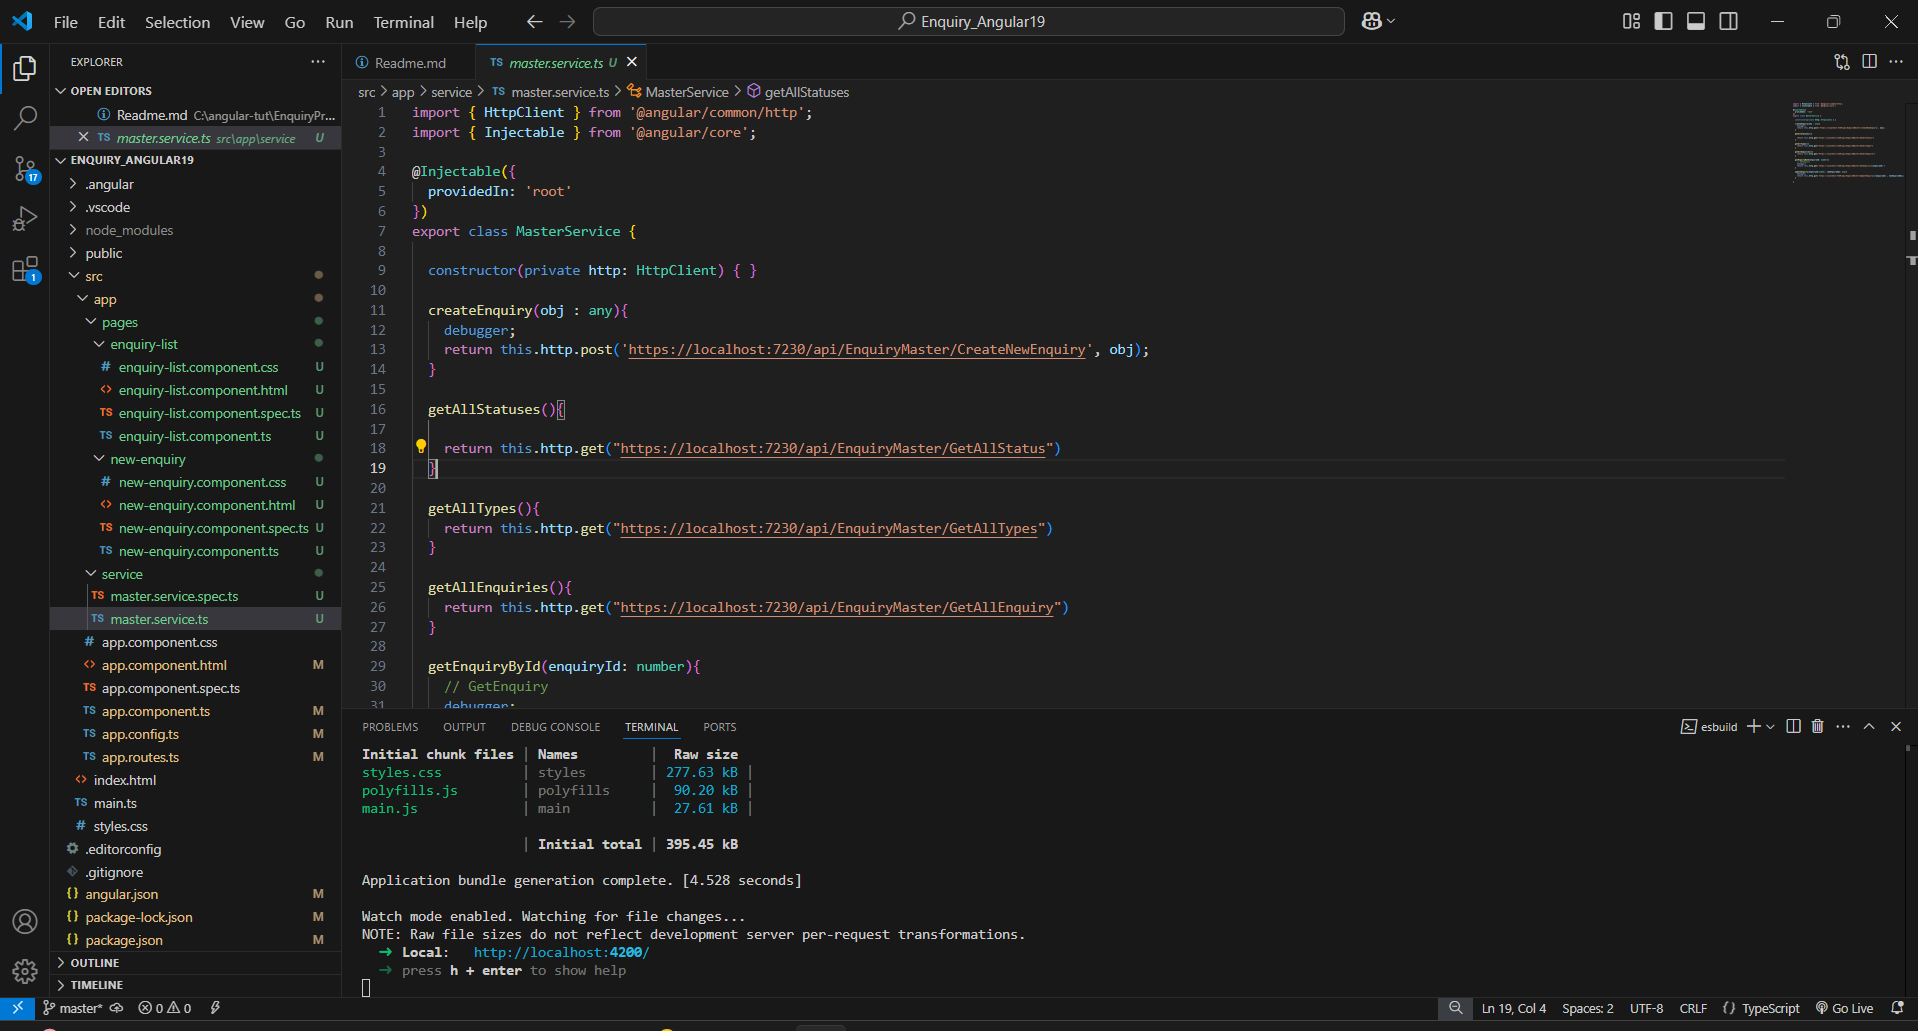 File Edit Selection View Go Run Terminal Help
Enquiry_Angular19
EXPLORER
OPEN EDITORS
Readme.md C:\angular-tut\EnquiryPr...
TS master.service.ts src\app\service U
ENQUIRY_ANGULAR19
.angular
.vscode
node_modules
public
src
app
pages
enquiry-list
# enquiry-list.component.css U
<> enquiry-list.component.html U
TS enquiry-list.component.spec.ts U
TS enquiry-list.component.ts U
new-enquiry
# new-enquiry.component.css U
<> new-enquiry.component.html U
TS new-enquiry.component.spec.ts U
TS new-enquiry.component.ts U
service
TS master.service.spec.ts U
TS master.service.ts U
# app.component.css
<> app.component.html M
TS app.component.spec.ts
TS app.component.ts M
TS app.config.ts M
TS app.routes.ts M
<> index.html
TS main.ts
# styles.css
.editorconfig
.gitignore
{} angular.json M
{} package-lock.json M
{} package.json M
OUTLINE
TIMELINE
17
1
Readme.md
TS master.service.ts U
src > app > service > TS master.service.ts > MasterService > getAllStatuses
1 import { HttpClient } from '@angular/common/http';
2 import { Injectable } from '@angular/core';
3
4 @Injectable({
5 providedIn: 'root'
6 })
7 export class MasterService {
8
9 constructor(private http: HttpClient) { }
10
11 createEnquiry(obj : any){
12 debugger;
13 return this.http.post('https://localhost:7230/api/EnquiryMaster/CreateNewEnquiry', obj);
14 }
15
16 getAllStatuses(){
17
18 return this.http.get("https://localhost:7230/api/EnquiryMaster/GetAllStatus")
19 }
20
21 getAllTypes(){
22 return this.http.get("https://localhost:7230/api/EnquiryMaster/GetAllTypes")
23 }
24
25 getAllEnquiries(){
26 return this.http.get("https://localhost:7230/api/EnquiryMaster/GetAllEnquiry")
27 }
28
29 getEnquiryById(enquiryId: number){
30 // GetEnquiry
31 debugger;
PROBLEMS OUTPUT DEBUG CONSOLE TERMINAL PORTS
esbuild
Initial chunk files | Names | Raw size
styles.css | styles | 277.63 kB |
polyfills.js | polyfills | 90.20 kB |
main.js | main | 27.61 kB |
| Initial total | 395.45 kB
Application bundle generation complete. [4.528 seconds]
Watch mode enabled. Watching for file changes...
NOTE: Raw file sizes do not reflect development server per-request transformations.
➜ Local: http://localhost:4200/
➜ press h + enter to show help
master* 0 0
Ln 19, Col 4 Spaces: 2 UTF-8 CRLF {} TypeScript Go Live